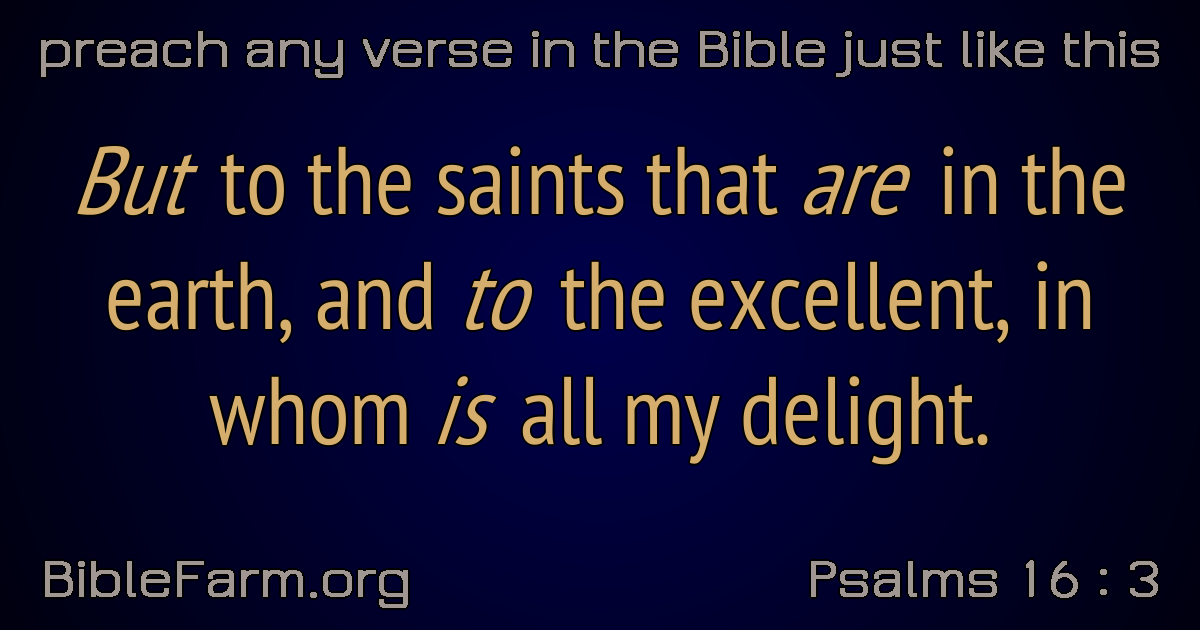 preach any verse in the Bible just like this
But to the saints that are in the
earth, and to the excellent, in
whom is all my delight.
BibleFarm.org
Psalms 16 : 3